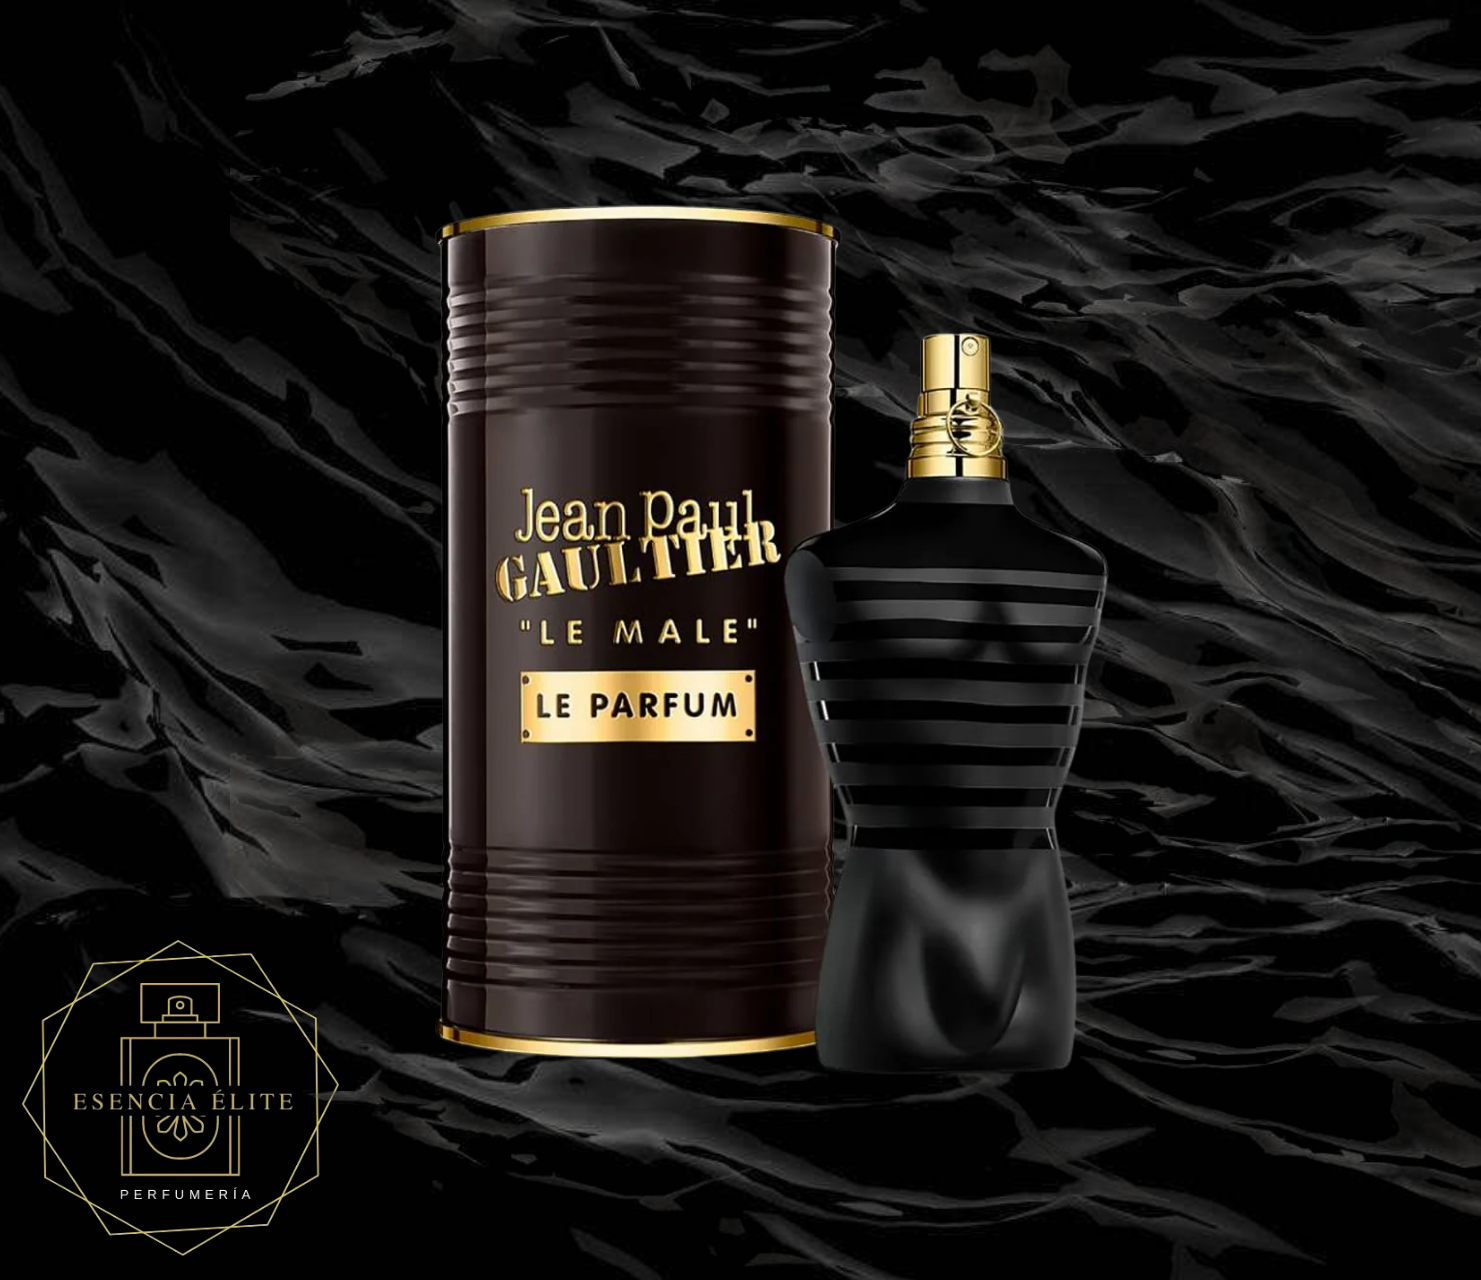 Jean Paul
GAULTIER
"LE MALE"
LE PARFUM
ESENCIA ÉLITE
PERFUMERÍA